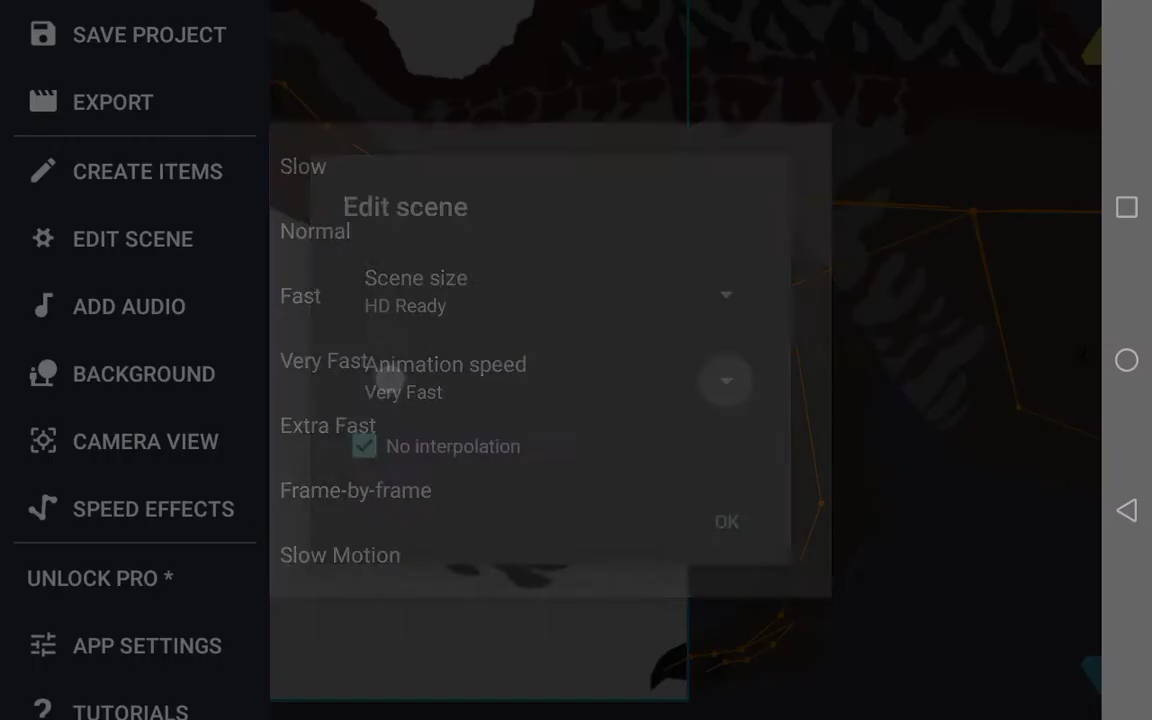 SAVE PROJECT
EXPORT
CREATE ITEMS
EDIT SCENE
ADD AUDIO
BACKGROUND
CAMERA VIEW
SPEED EFFECTS
UNLOCK PRO *
APP SETTINGS
TUTORIALS
Slow
Normal
Fast
Very Fast
Extra Fast
Frame-by-frame
Slow Motion
Edit scene
Scene size
HD Ready
Animation speed
Very Fast
No interpolation
OK